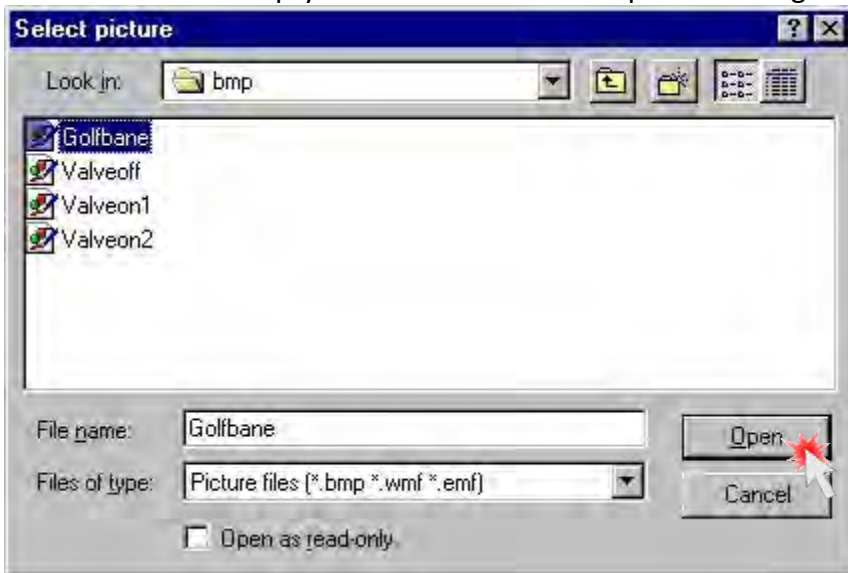 Select picture
Look in: bmp
Golfbane
Valveoff
Valveon1
Valveon2
File name: Golfbane Open
Files of type: Picture files (*.bmp *.wmf *.emf) Cancel
Open as read-only